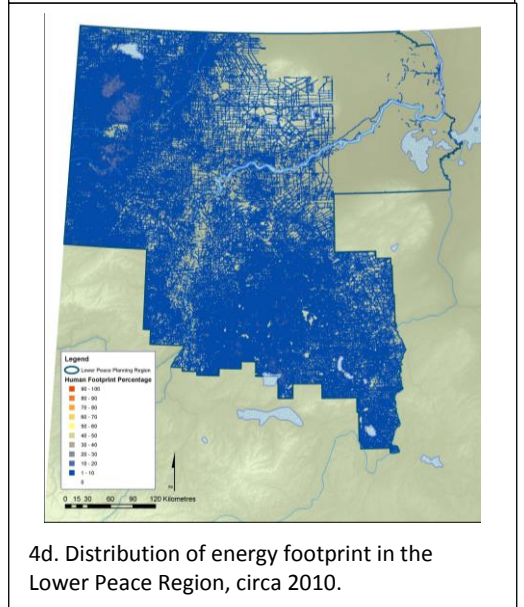 Legend
Lower Peace Planning Region
Human Footprint Percentage
90 - 100
80 - 90
70 - 80
60 - 70
50 - 60
40 - 50
30 - 40
20 - 30
10 - 20
1 - 10
0
0 15 30 60 90 120 Kilometres
4d. Distribution of energy footprint in the
Lower Peace Region, circa 2010.